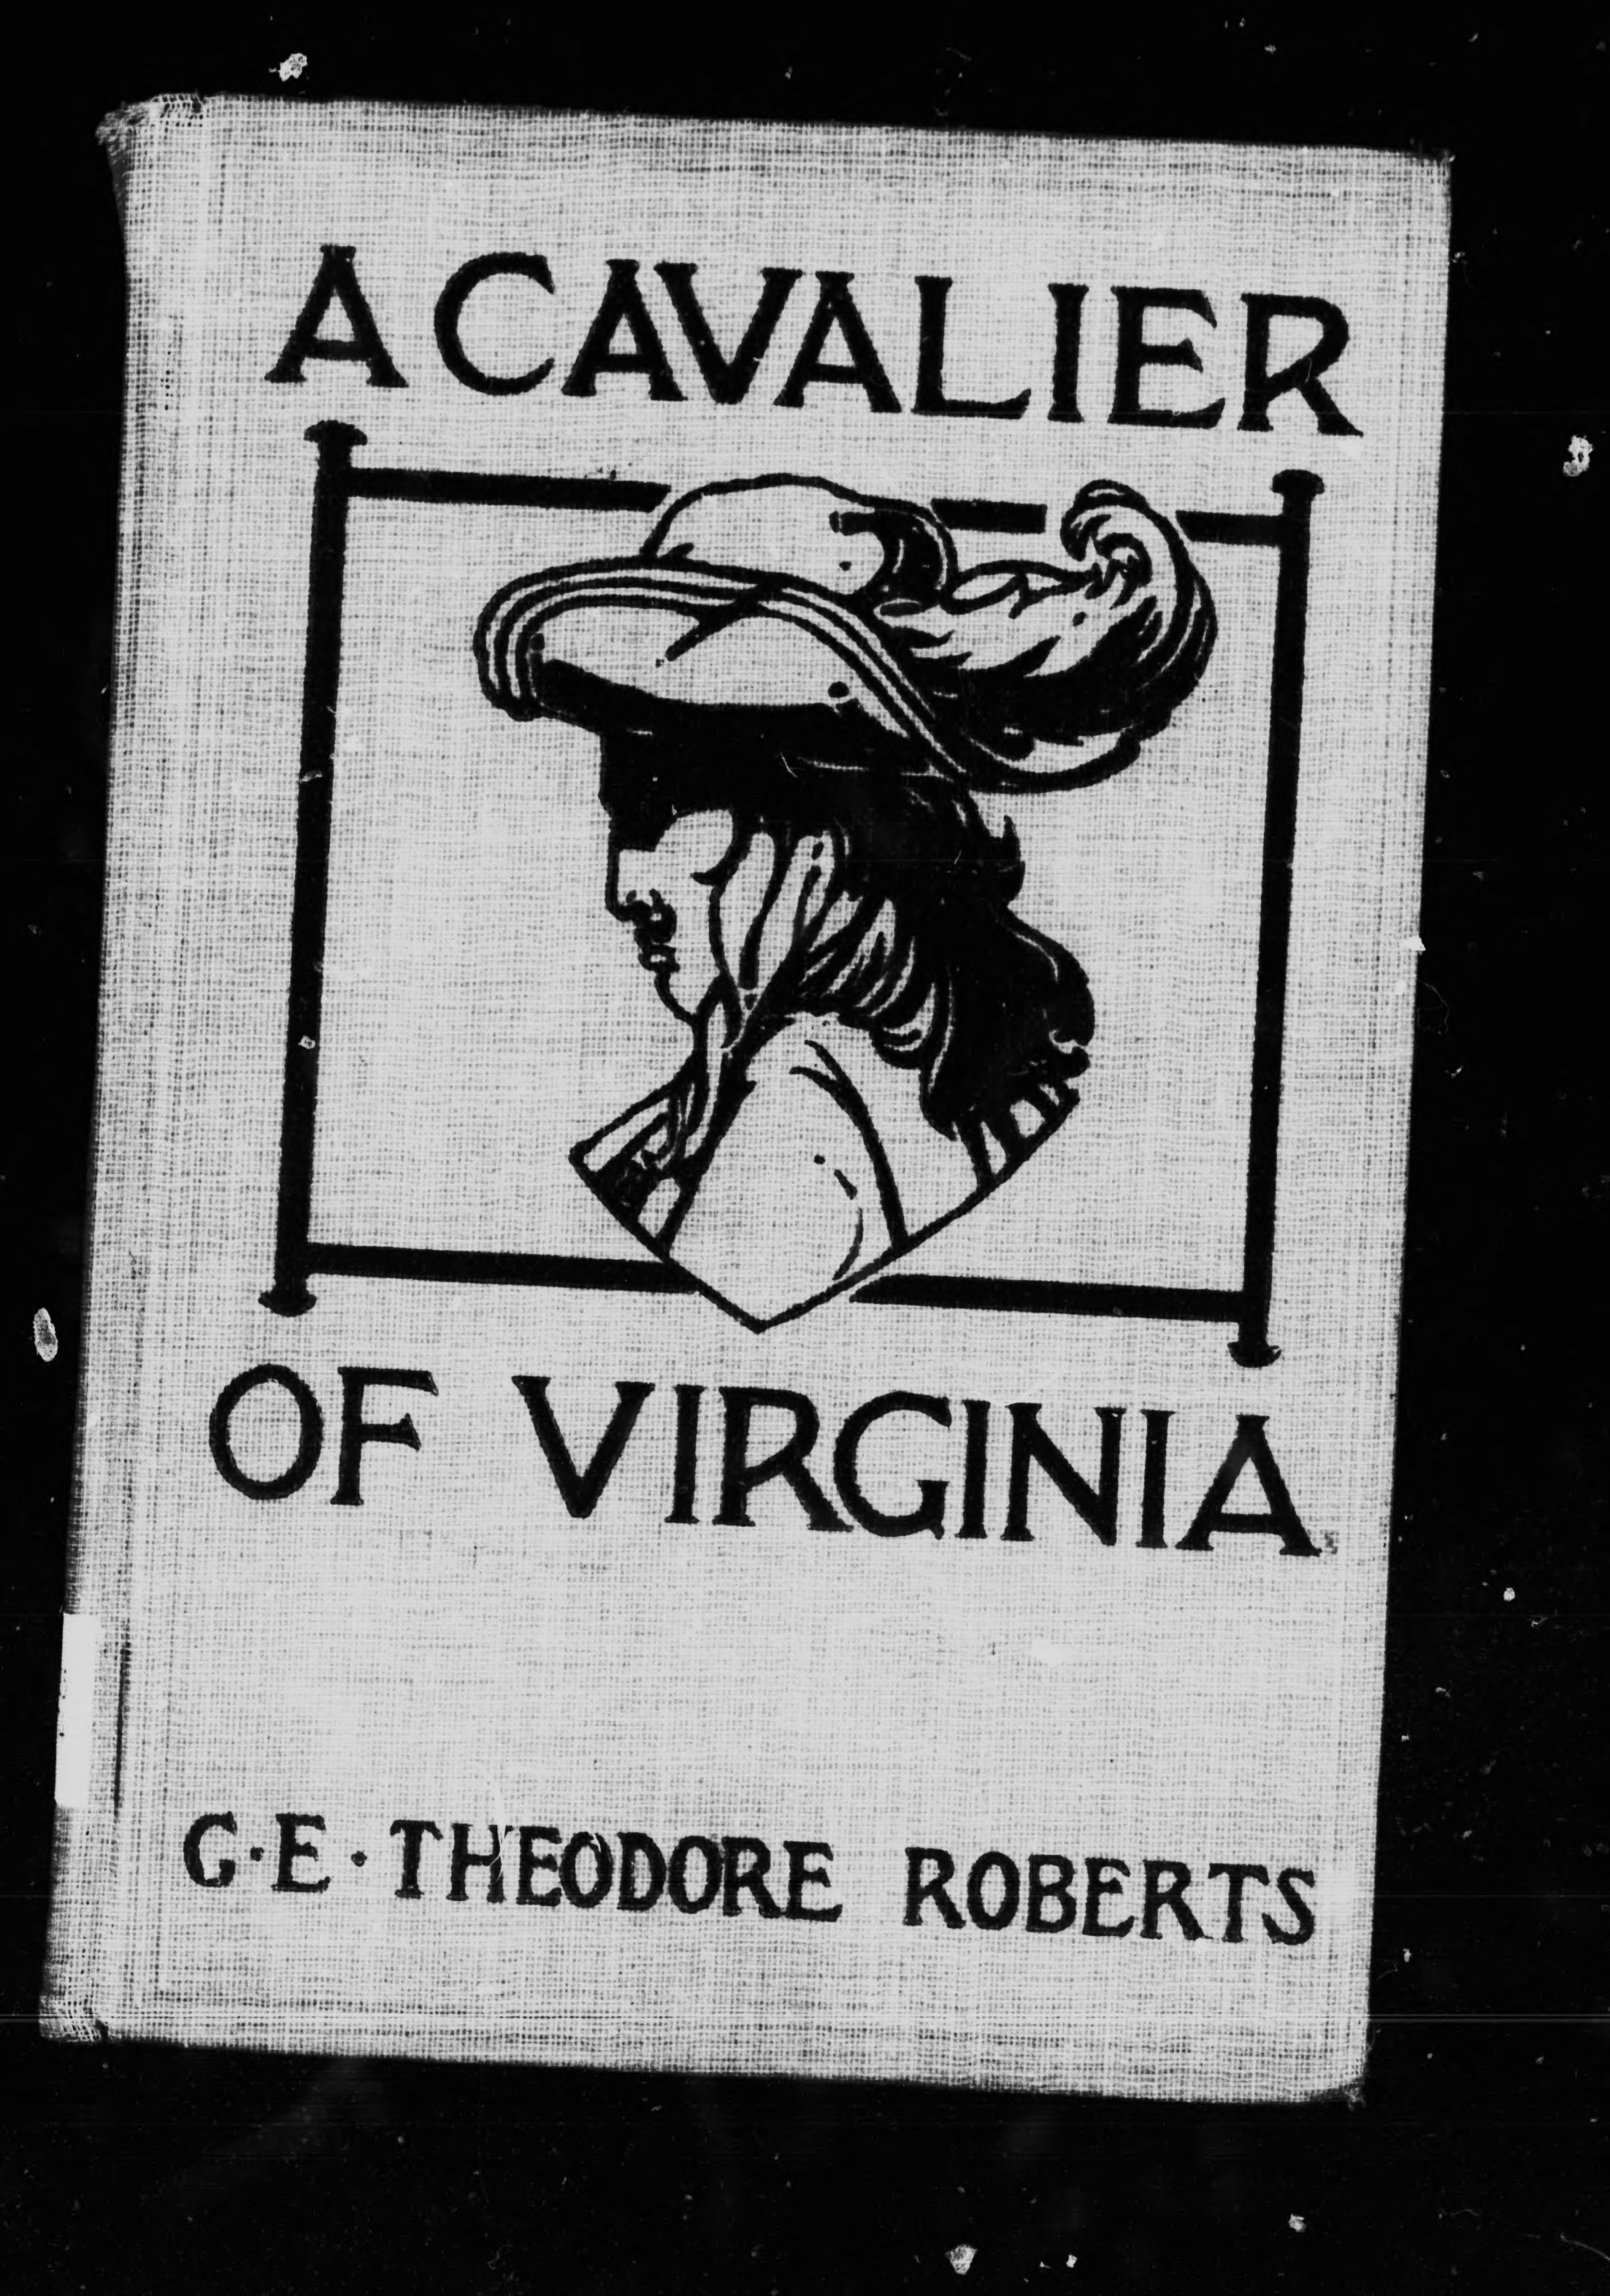 A CAVALIER
OF VIRGINIA
G·E·THEODORE ROBERTS